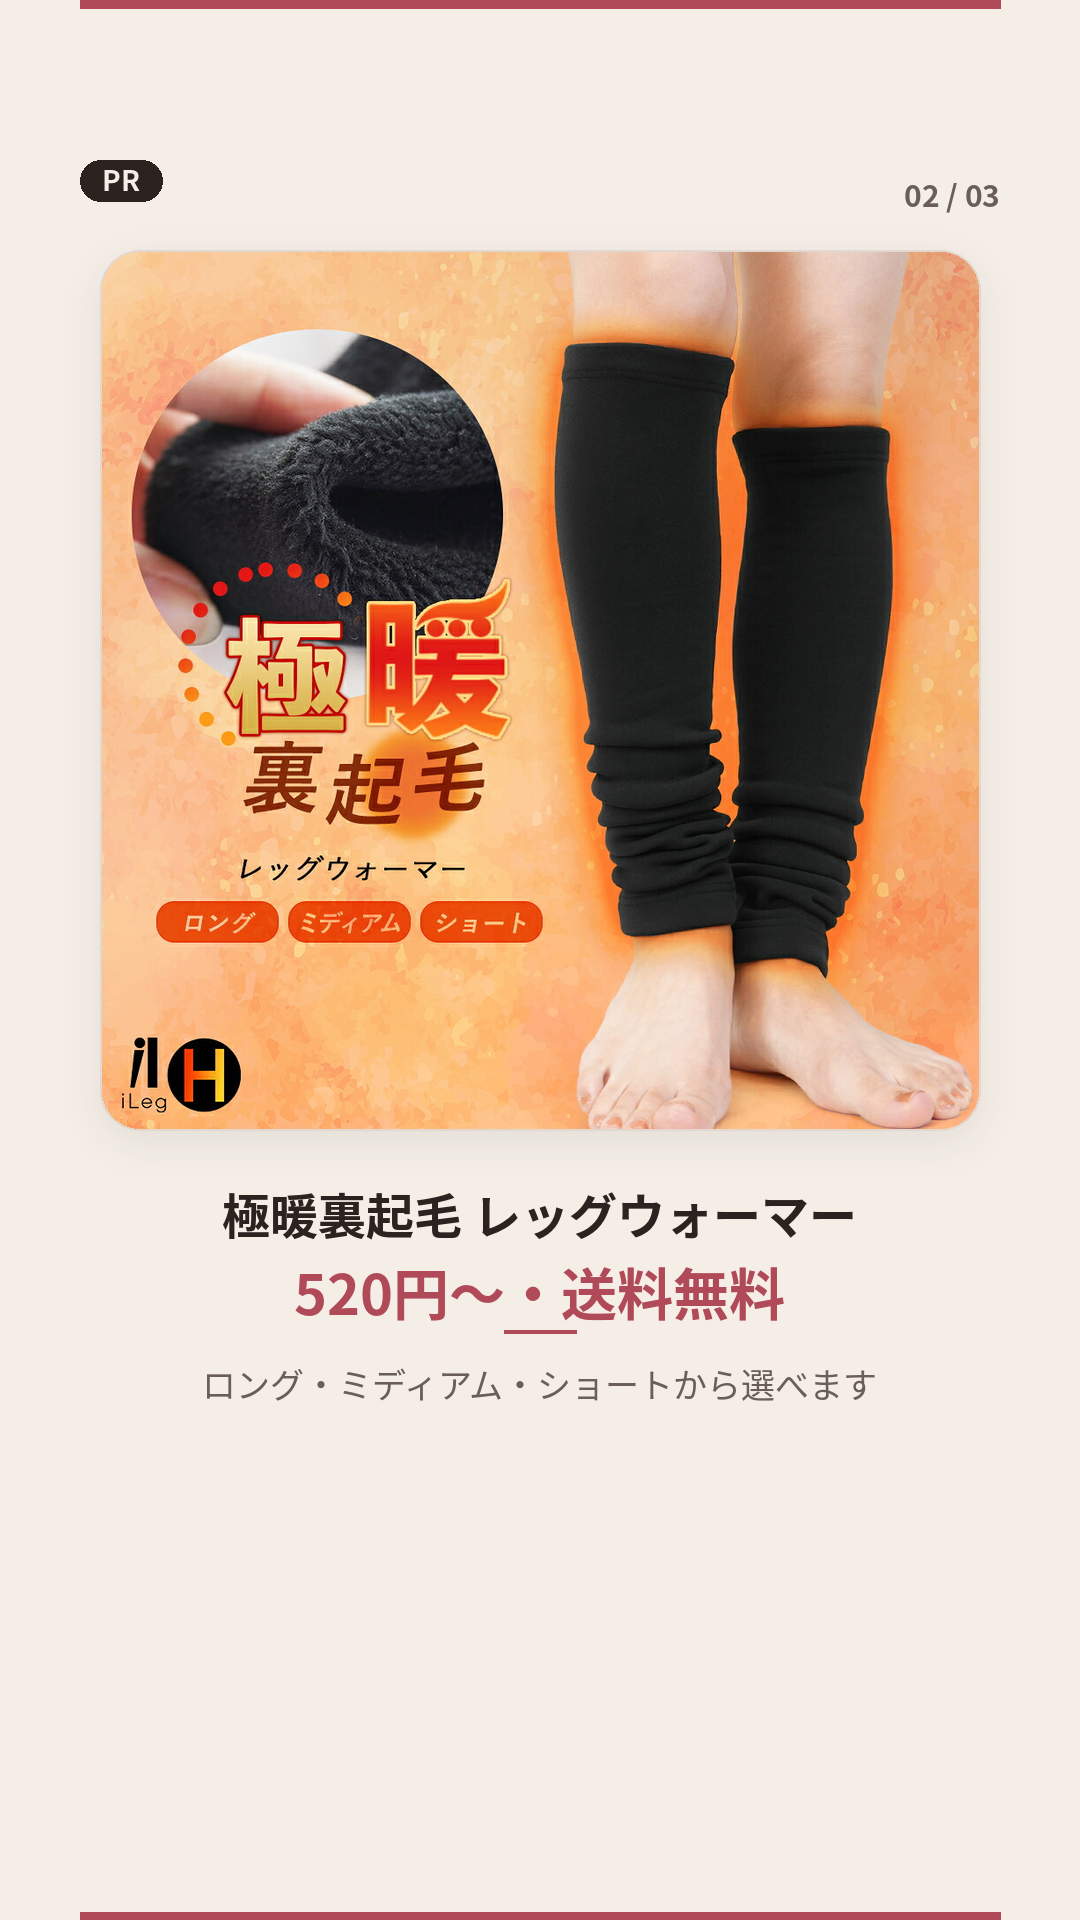 PR
02 / 03
極暖
裏起毛
レッグウォーマー
ロング ミディアム ショート
il H
iLeg
極暖裏起毛 レッグウォーマー
520円〜・送料無料
ロング・ミディアム・ショートから選べます